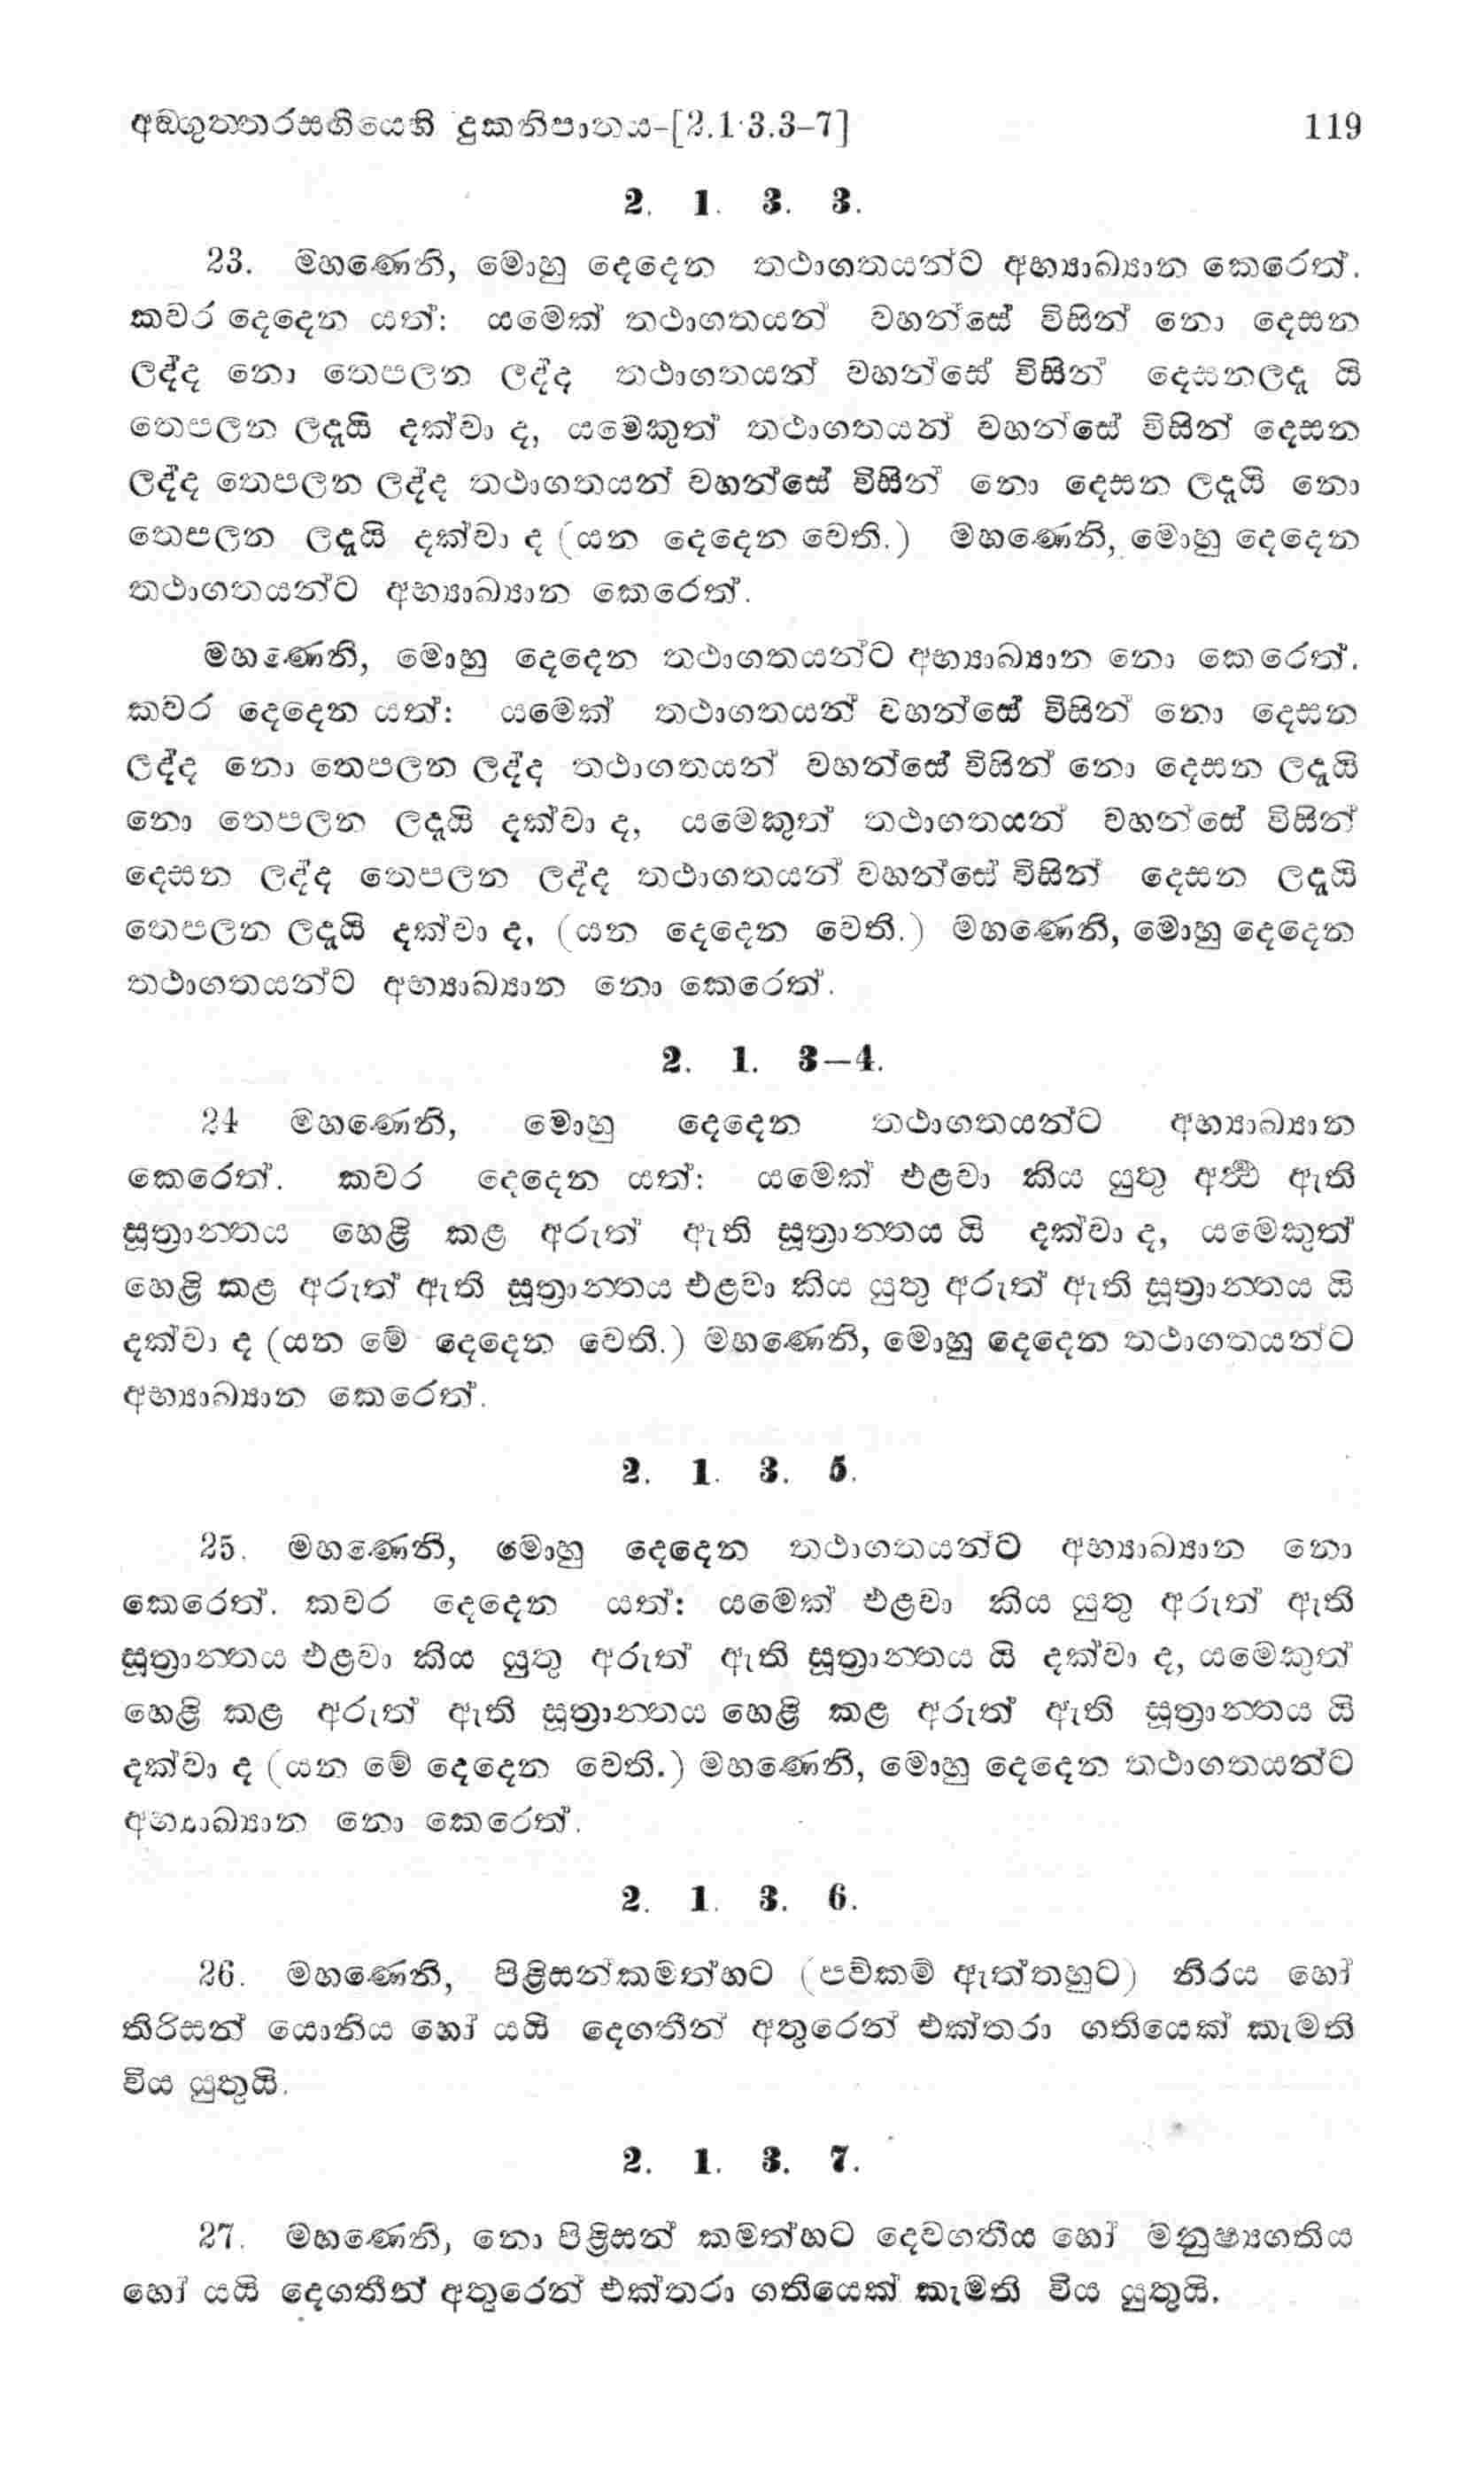 අඞ්ගුත්තරසඟියෙහි දුකනිපාතය-[2.1.3.3-7] 119
2. 1. 3. 3.
23. මහණෙනි, මොහු දෙදෙන තථාගතයන්ට අභ්‍යාඛ්‍යාන කෙරෙත්.
කවර දෙදෙන යත්: යමෙක් තථාගතයන් වහන්සේ විසින් නො දෙසන
ලද්ද නො තෙපලන ලද්ද තථාගතයන් වහන්සේ විසින් දෙසනලදැ යි
තෙපලන ලදැයි දක්වා ද, යමෙකුත් තථාගතයන් වහන්සේ විසින් දෙසන
ලද්ද තෙපලන ලද්ද තථාගතයන් වහන්සේ විසින් නො දෙසන ලදැයි නො
තෙපලන ලදැයි දක්වා ද (යන දෙදෙන වෙති.) මහණෙනි, මොහු දෙදෙන
තථාගතයන්ට අභ්‍යාඛ්‍යාන කෙරෙත්.
මහණෙනි, මොහු දෙදෙන තථාගතයන්ට අභ්‍යාඛ්‍යාන නො කෙරෙත්.
කවර දෙදෙන යත්: යමෙක් තථාගතයන් වහන්සේ විසින් නො දෙසන
ලද්ද නො තෙපලන ලද්ද තථාගතයන් වහන්සේ විසින් නො දෙසන ලදැයි
නො තෙපලන ලදැයි දක්වා ද, යමෙකුත් තථාගතයන් වහන්සේ විසින්
දෙසන ලද්ද තෙපලන ලද්ද තථාගතයන් වහන්සේ විසින් දෙසන ලදැයි
තෙපලන ලදැයි දක්වා ද, (යන දෙදෙන වෙති.) මහණෙනි, මොහු දෙදෙන
තථාගතයන්ට අභ්‍යාඛ්‍යාන නො කෙරෙත්.
2. 1. 3—4.
24 මහණෙනි, මොහු දෙදෙන තථාගතයන්ට අභ්‍යාඛ්‍යාන
කෙරෙත්. කවර දෙදෙන යත්: යමෙක් එළවා කිය යුතු අර්‍ත්‍ථ ඇති
සූත්‍රාන්තය හෙළි කළ අරුත් ඇති සූත්‍රාන්තය යි දක්වා ද, යමෙකුත්
හෙළි කළ අරුත් ඇති සූත්‍රාන්තය එළවා කිය යුතු අරුත් ඇති සූත්‍රාන්තය යි
දක්වා ද (යන මේ දෙදෙන වෙති.) මහණෙනි, මොහු දෙදෙන තථාගතයන්ට
අභ්‍යාඛ්‍යාන කෙරෙත්.
2. 1. 3. 5.
25. මහණෙනි, මොහු දෙදෙන තථාගතයන්ට අභ්‍යාඛ්‍යාන නො
කෙරෙත්. කවර දෙදෙන යත්: යමෙක් එළවා කිය යුතු අරුත් ඇති
සූත්‍රාන්තය එළවා කිය යුතු අරුත් ඇති සූත්‍රාන්තය යි දක්වා ද, යමෙකුත්
හෙළි කළ අරුත් ඇති සූත්‍රාන්තය හෙළි කළ අරුත් ඇති සූත්‍රාන්තය යි
දක්වා ද (යන මේ දෙදෙන වෙති.) මහණෙනි, මොහු දෙදෙන තථාගතයන්ට
අභ්‍යාඛ්‍යාන නො කෙරෙත්.
2. 1. 3. 6.
26. මහණෙනි, පිළිසන්කමත්හට (පව්කම් ඇත්තහුට) නිරය හෝ
තිරිසන් යොනිය හෝ යයි දෙගතීන් අතුරෙන් එක්තරා ගතියෙක් කැමති
විය යුතුයි.
2. 1. 3. 7.
27. මහණෙනි, නො පිළිසන් කමත්හට දෙවගතිය හෝ මනුෂ්‍යගතිය
හෝ යයි දෙගතීන් අතුරෙන් එක්තරා ගතියෙක් කැමති විය යුතුයි.